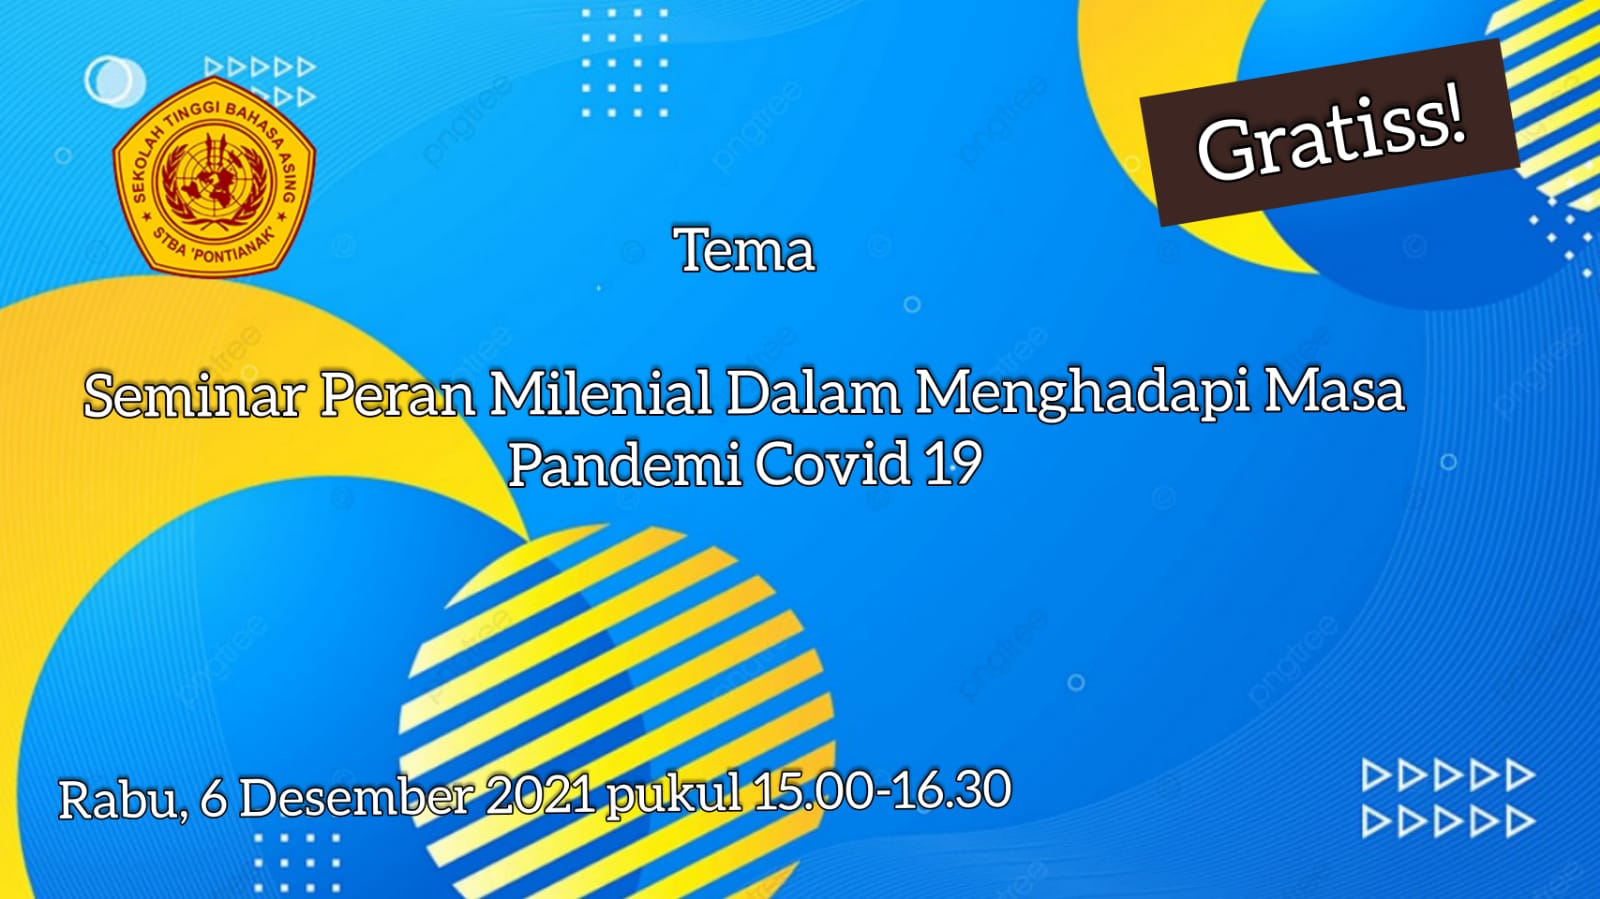 SEKOLAH TINGGI BAHASA ASING
STBA 'PONTIANAK'
Gratiss!
Tema
Seminar Peran Milenial Dalam Menghadapi Masa
Pandemi Covid 19
Rabu, 6 Desember 2021 pukul 15.00-16.30
pngtree